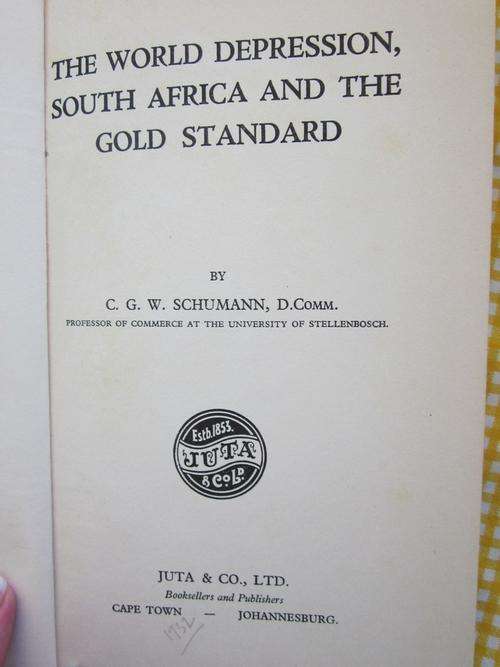 THE WORLD DEPRESSION,
SOUTH AFRICA AND THE
GOLD STANDARD
BY
C. G. W. SCHUMANN, D.COMM.
PROFESSOR OF COMMERCE AT THE UNIVERSITY OF STELLENBOSCH.
Estb. 1853.
JUTA
& Co. LD.
JUTA & CO., LTD.
Booksellers and Publishers
CAPE TOWN — JOHANNESBURG.
1932